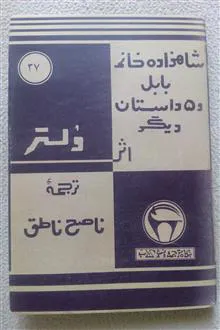 ۲۷
شاهزاده خانم
بابل
و ۵ داستان
دیگر
اثر
ولتر
ترجمهٔ
ناصح ناطق